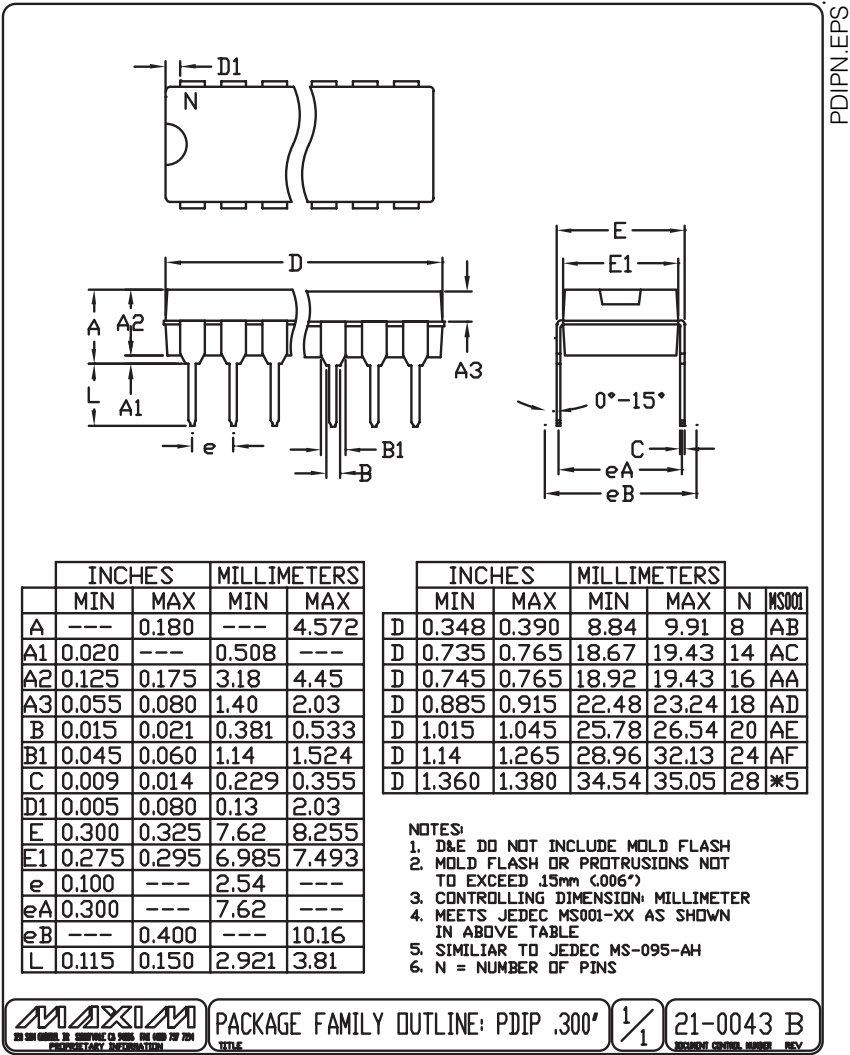 PDIPN.EPS
D1
N
D
E
E1
A
A2
A3
L
A1
0°-15°
e
B1
B
C
eA
eB
INCHES MILLIMETERS
MIN MAX MIN MAX
A --- 0.180 --- 4.572
A1 0.020 --- 0.508 ---
A2 0.125 0.175 3.18 4.45
A3 0.055 0.080 1.40 2.03
B 0.015 0.021 0.381 0.533
B1 0.045 0.060 1.14 1.524
C 0.009 0.014 0.229 0.355
D1 0.005 0.080 0.13 2.03
E 0.300 0.325 7.62 8.255
E1 0.275 0.295 6.985 7.493
e 0.100 --- 2.54 ---
eA 0.300 --- 7.62 ---
eB --- 0.400 --- 10.16
L 0.115 0.150 2.921 3.81
INCHES MILLIMETERS
MIN MAX MIN MAX N MS001
D 0.348 0.390 8.84 9.91 8 AB
D 0.735 0.765 18.67 19.43 14 AC
D 0.745 0.765 18.92 19.43 16 AA
D 0.885 0.915 22.48 23.24 18 AD
D 1.015 1.045 25.78 26.54 20 AE
D 1.14 1.265 28.96 32.13 24 AF
D 1.360 1.380 34.54 35.05 28 *5
NOTES:
1. D&E DO NOT INCLUDE MOLD FLASH
2. MOLD FLASH OR PROTRUSIONS NOT
TO EXCEED .15mm (.006")
3. CONTROLLING DIMENSION: MILLIMETER
4. MEETS JEDEC MS001-XX AS SHOWN
IN ABOVE TABLE
5. SIMILIAR TO JEDEC MS-095-AH
6. N = NUMBER OF PINS
MAXIM
PROPRIETARY INFORMATION
PACKAGE FAMILY OUTLINE: PDIP .300"
TITLE
1/1
21-0043 B
DOCUMENT CONTROL NUMBER REV